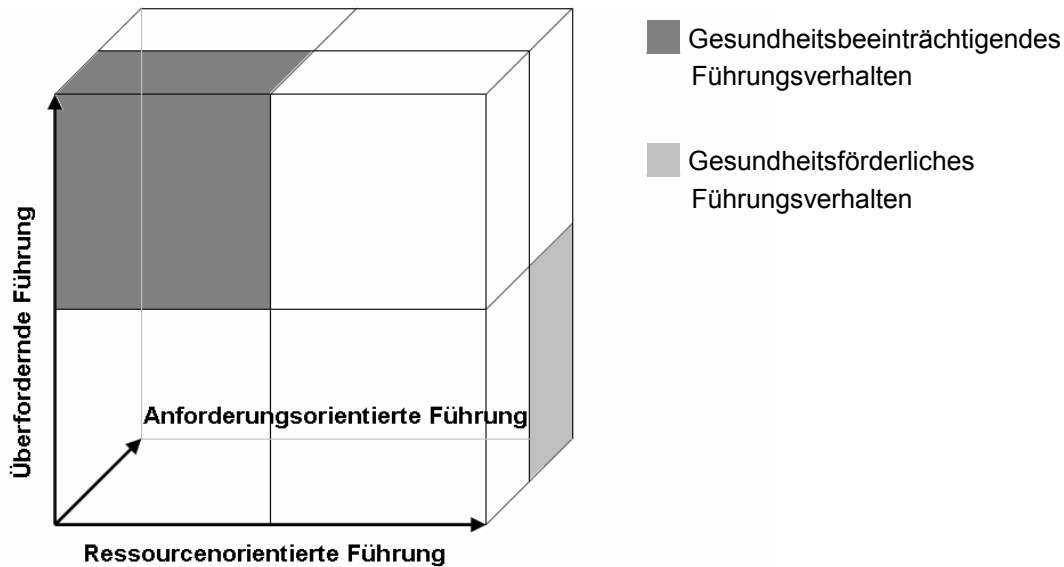 Gesundheitsbeeinträchtigendes
Führungsverhalten
Gesundheitsförderliches
Führungsverhalten
Überfordernde Führung
Anforderungsorientierte Führung
Ressourcenorientierte Führung